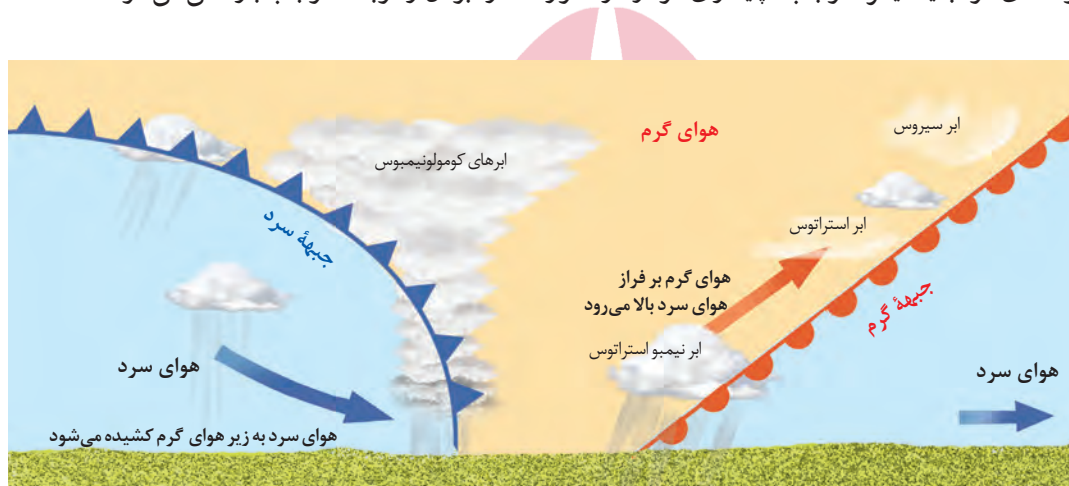 هوای گرم
ابر سیروس
ابرهای کومولونیمبوس
جبههٔ سرد
ابر استراتوس
هوای گرم بر فراز
هوای سرد بالا می‌رود
جبههٔ گرم
ابر نیمبو استراتوس
هوای سرد
هوای سرد
هوای سرد به زیر هوای گرم کشیده می‌شود